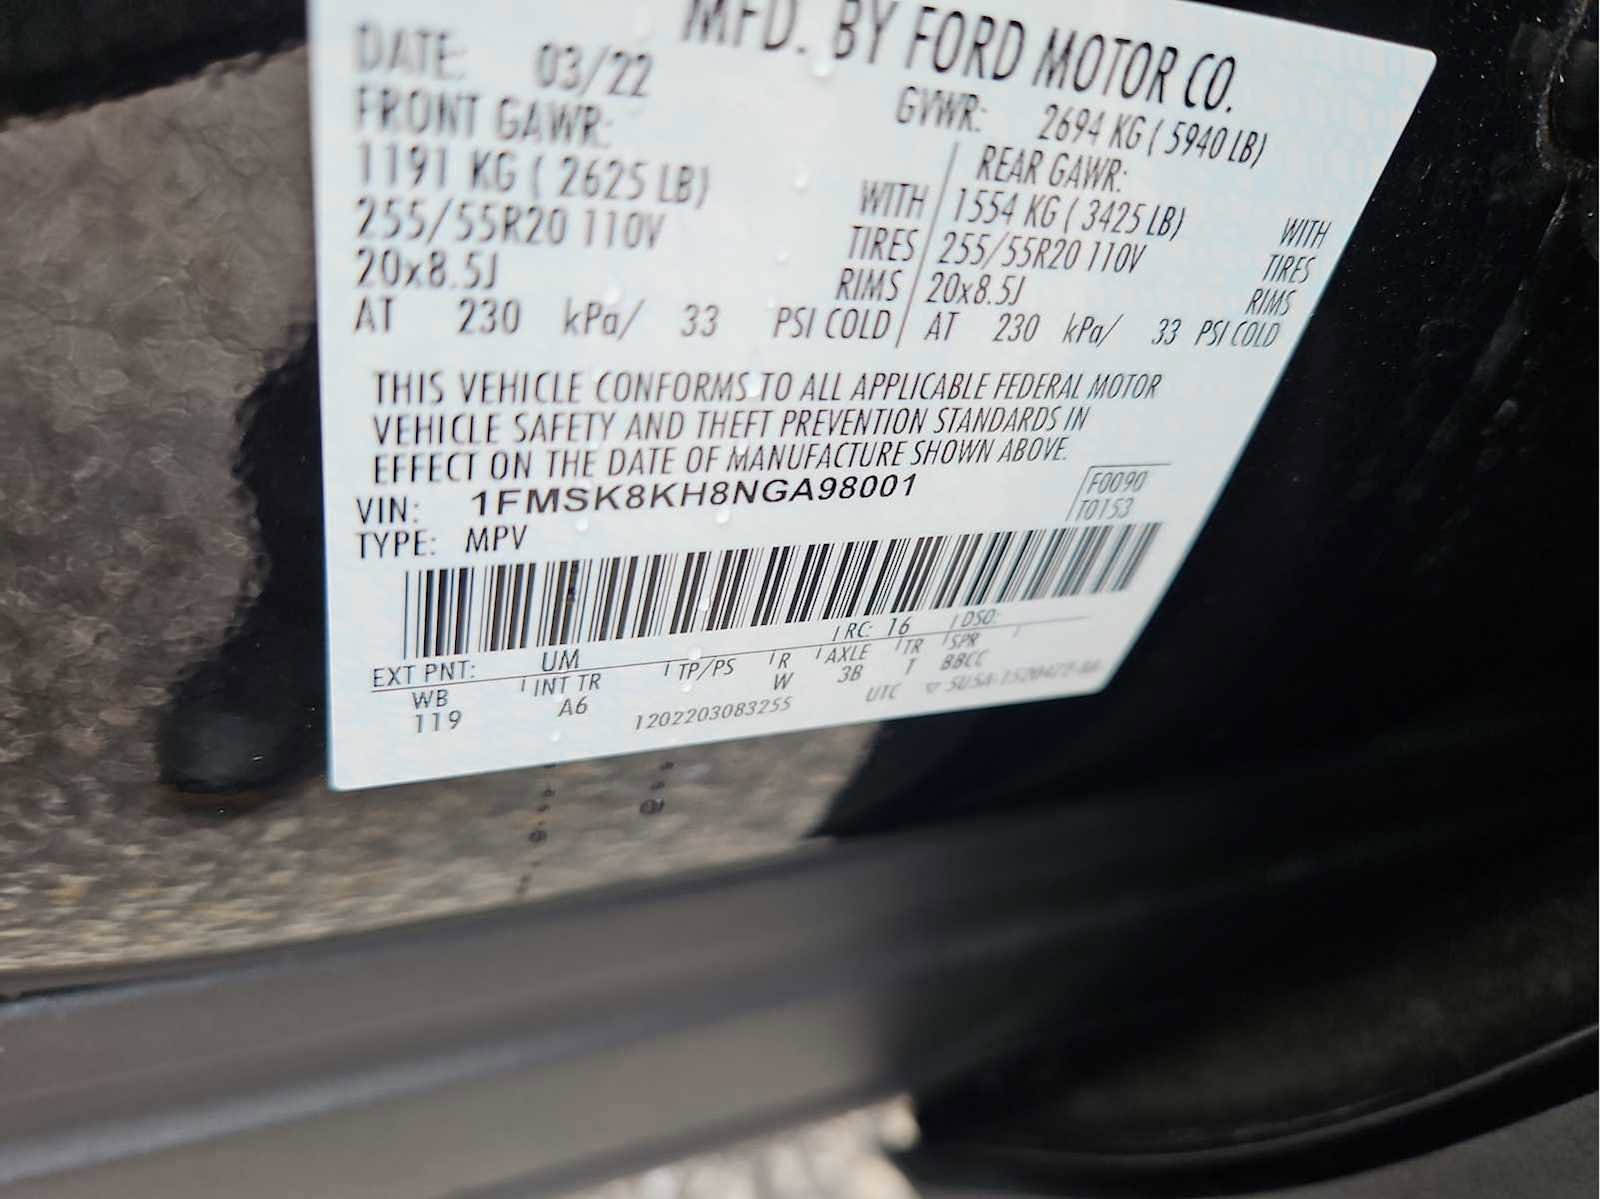 MFD. BY FORD MOTOR CO.
DATE: 03/22 GVWR: 2694 KG ( 5940 LB)
FRONT GAWR: REAR GAWR:
1191 KG ( 2625 LB) WITH 1554 KG ( 3425 LB) WITH
255/55R20 110V TIRES 255/55R20 110V TIRES
20x8.5J RIMS 20x8.5J RIMS
AT 230 kPa/ 33 PSI COLD AT 230 kPa/ 33 PSI COLD
THIS VEHICLE CONFORMS TO ALL APPLICABLE FEDERAL MOTOR
VEHICLE SAFETY AND THEFT PREVENTION STANDARDS IN
EFFECT ON THE DATE OF MANUFACTURE SHOWN ABOVE.
VIN: 1FMSK8KH8NGA98001 F0090
TYPE: MPV T0153
EXT PNT: UM RC: 16 DSO:
WB INT TR TP/PS R AXLE TR SPR
119 A6 W 3B T BBCC
1202203083255 UTC